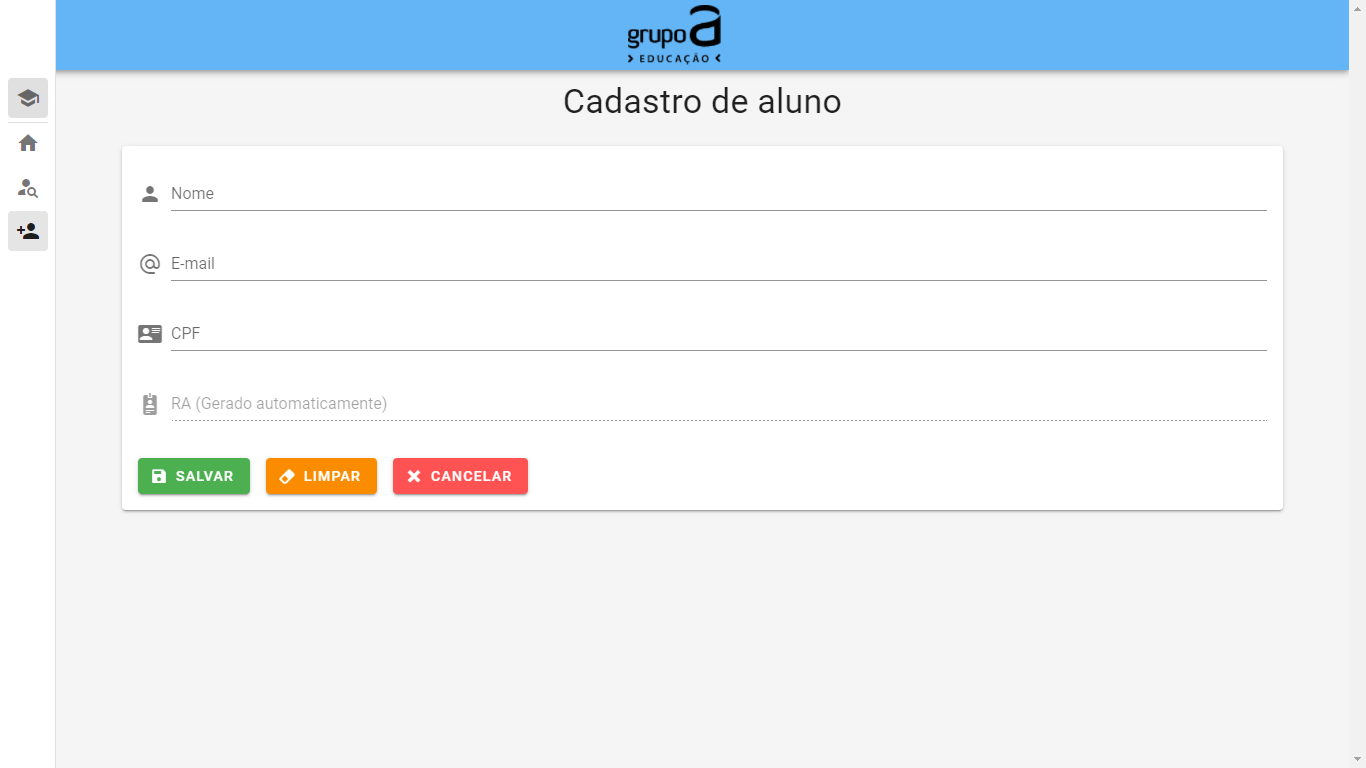 grupo a
EDUCAÇÃO
Cadastro de aluno
Nome
E-mail
CPF
RA (Gerado automaticamente)
SALVAR
LIMPAR
CANCELAR